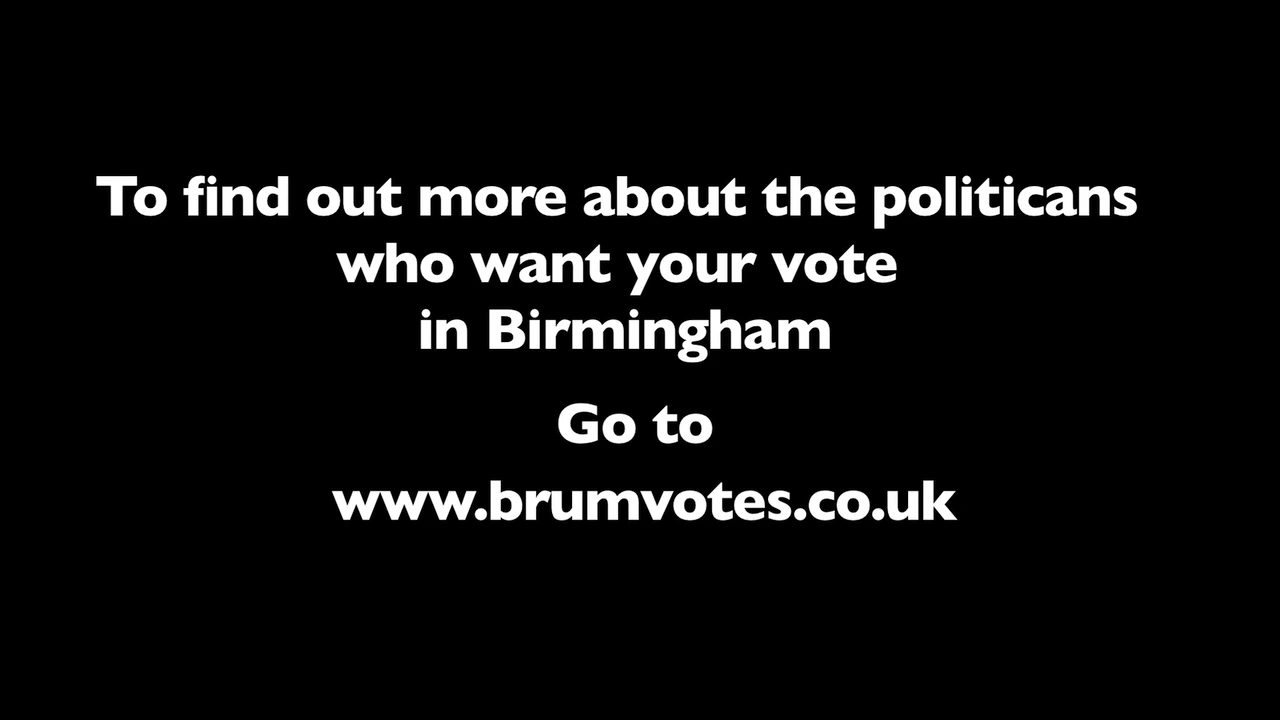 To find out more about the politicans
who want your vote
in Birmingham
Go to
www.brumvotes.co.uk